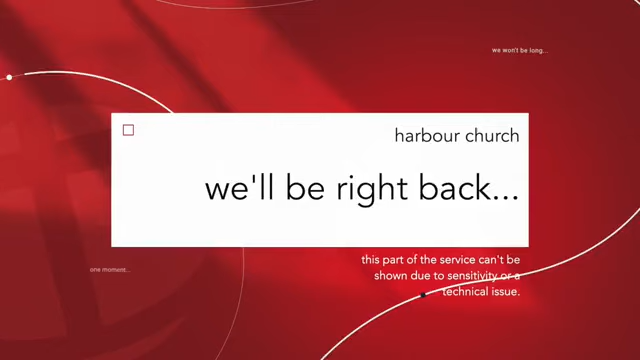 we won't be long...
harbour church
we'll be right back...
this part of the service can't be
shown due to sensitivity or a
technical issue.
one moment...